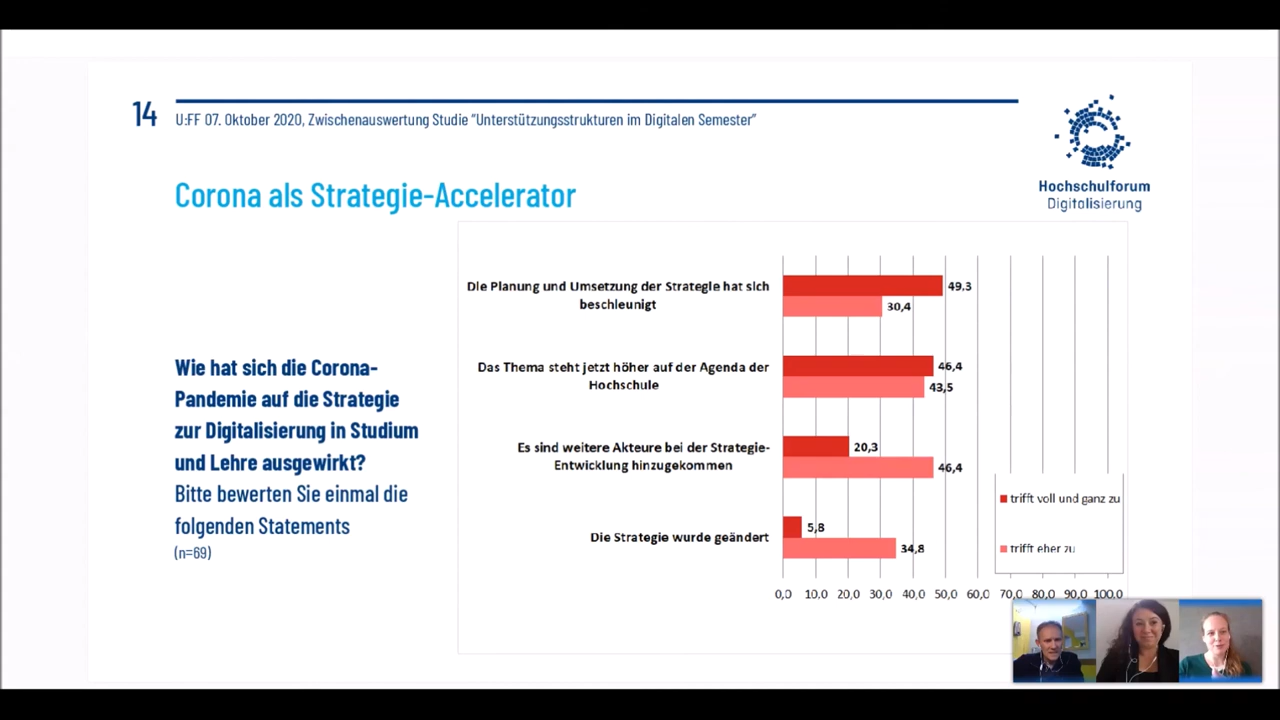 14
U:FF 07. Oktober 2020, Zwischenauswertung Studie "Unterstützungsstrukturen im Digitalen Semester"
Hochschulforum
Digitalisierung
Corona als Strategie-Accelerator
Wie hat sich die Corona-
Pandemie auf die Strategie
zur Digitalisierung in Studium
und Lehre ausgewirkt?
Bitte bewerten Sie einmal die
folgenden Statements
(n=69)
Die Planung und Umsetzung der Strategie hat sich
beschleunigt
49,3
30,4
Das Thema steht jetzt höher auf der Agenda der
Hochschule
46,4
43,5
Es sind weitere Akteure bei der Strategie-
Entwicklung hinzugekommen
20,3
46,4
Die Strategie wurde geändert
5,8
34,8
trifft voll und ganz zu
trifft eher zu
0,0 10,0 20,0 30,0 40,0 50,0 60,0 70,0 80,0 90,0 100,0